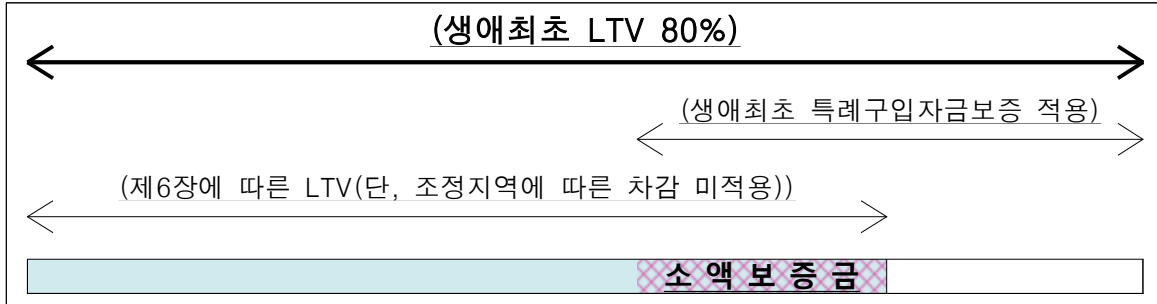 (생애최초 LTV 80%)
(생애최초 특례구입자금보증 적용)
(제6장에 따른 LTV(단, 조정지역에 따른 차감 미적용))
소액보증금